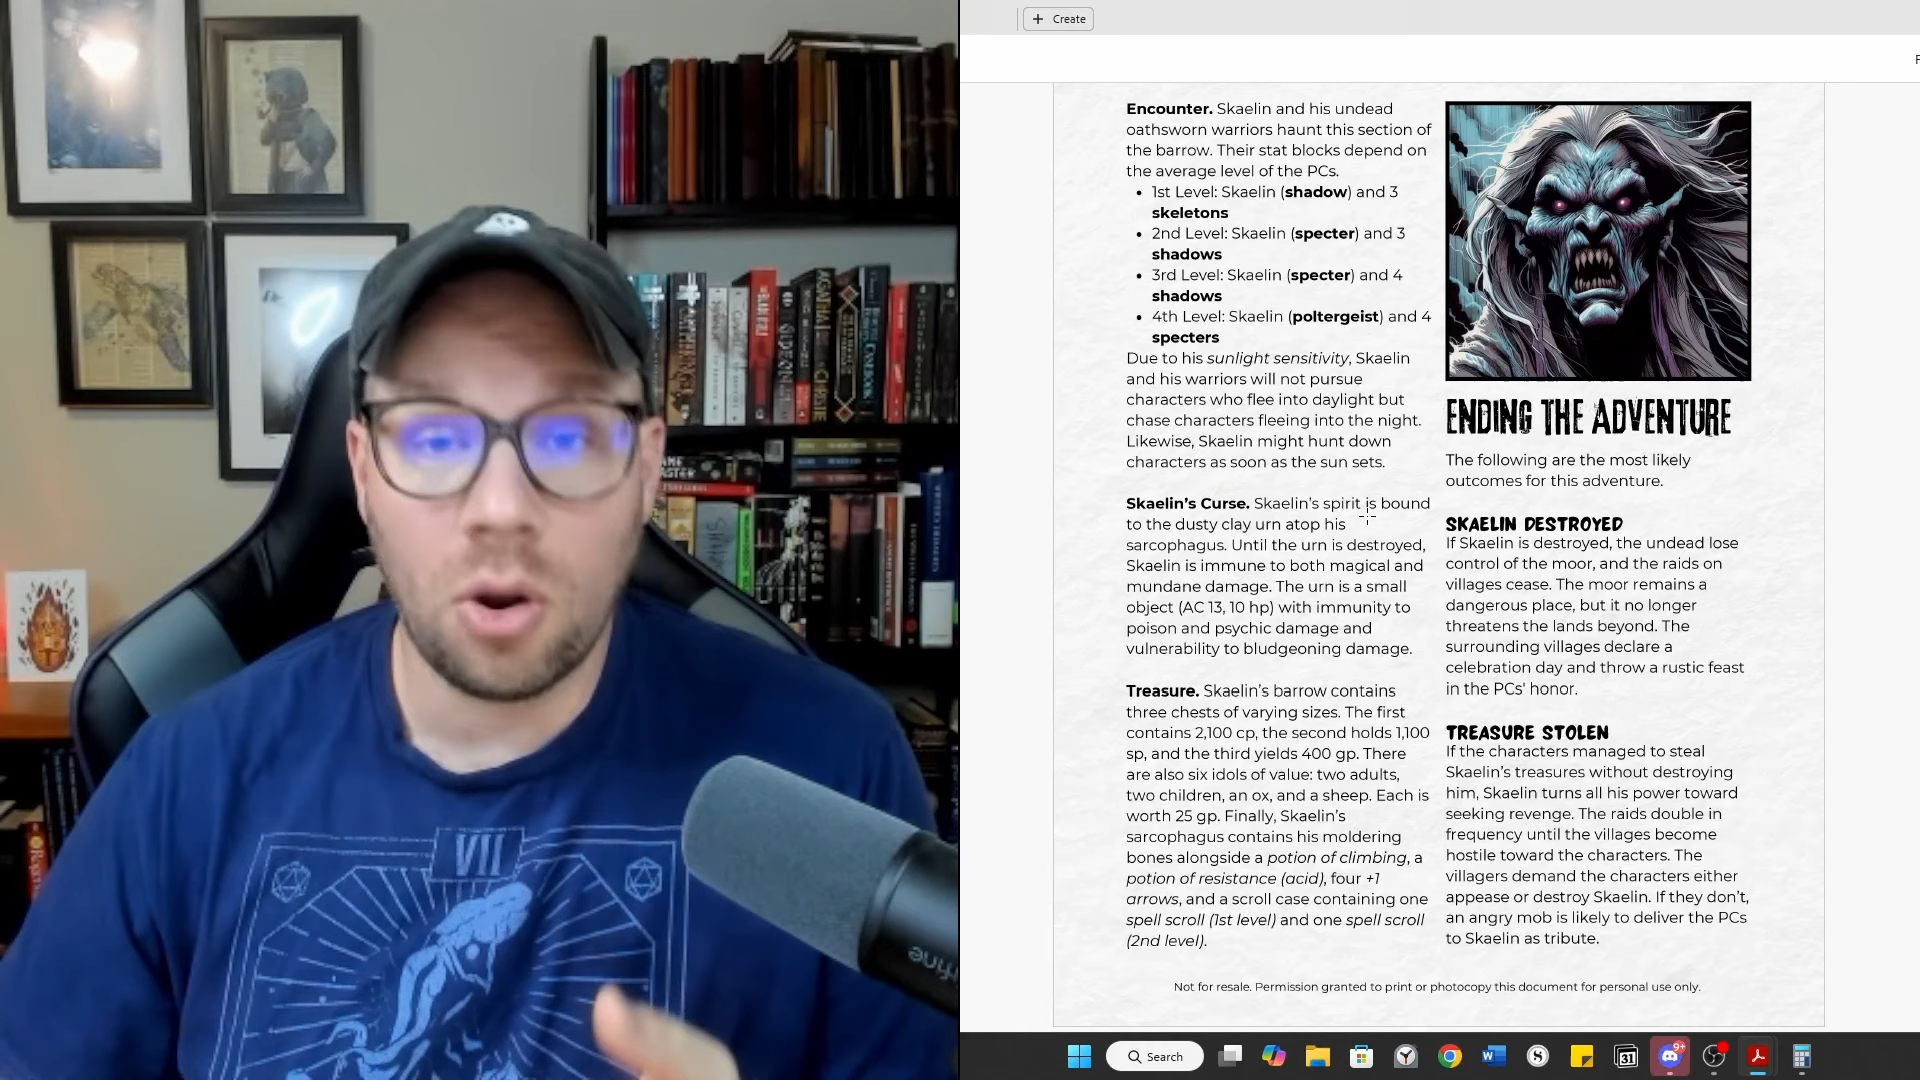 Create
Encounter. Skaelin and his undead
oathsworn warriors haunt this section of
the barrow. Their stat blocks depend on
the average level of the PCs.
• 1st Level: Skaelin (shadow) and 3
skeletons
• 2nd Level: Skaelin (specter) and 3
shadows
• 3rd Level: Skaelin (specter) and 4
shadows
• 4th Level: Skaelin (poltergeist) and 4
specters
Due to his sunlight sensitivity, Skaelin
and his warriors will not pursue
characters who flee into daylight but
chase characters fleeing into the night.
Likewise, Skaelin might hunt down
characters as soon as the sun sets.
Skaelin's Curse. Skaelin's spirit is bound
to the dusty clay urn atop his
sarcophagus. Until the urn is destroyed,
Skaelin is immune to both magical and
mundane damage. The urn is a small
object (AC 13, 10 hp) with immunity to
poison and psychic damage and
vulnerability to bludgeoning damage.
Treasure. Skaelin's barrow contains
three chests of varying sizes. The first
contains 2,100 cp, the second holds 1,100
sp, and the third yields 400 gp. There
are also six idols of value: two adults,
two children, an ox, and a sheep. Each is
worth 25 gp. Finally, Skaelin's
sarcophagus contains his moldering
bones alongside a potion of climbing, a
potion of resistance (acid), four +1
arrows, and a scroll case containing one
spell scroll (1st level) and one spell scroll
(2nd level).
ENDING THE ADVENTURE
The following are the most likely
outcomes for this adventure.
SKAELIN DESTROYED
If Skaelin is destroyed, the undead lose
control of the moor, and the raids on
villages cease. The moor remains a
dangerous place, but it no longer
threatens the lands beyond. The
surrounding villages declare a
celebration day and throw a rustic feast
in the PCs' honor.
TREASURE STOLEN
If the characters managed to steal
Skaelin's treasures without destroying
him, Skaelin turns all his power toward
seeking revenge. The raids double in
frequency until the villages become
hostile toward the characters. The
villagers demand the characters either
appease or destroy Skaelin. If they don't,
an angry mob is likely to deliver the PCs
to Skaelin as tribute.
Not for resale. Permission granted to print or photocopy this document for personal use only.
Search
31
9+
VII